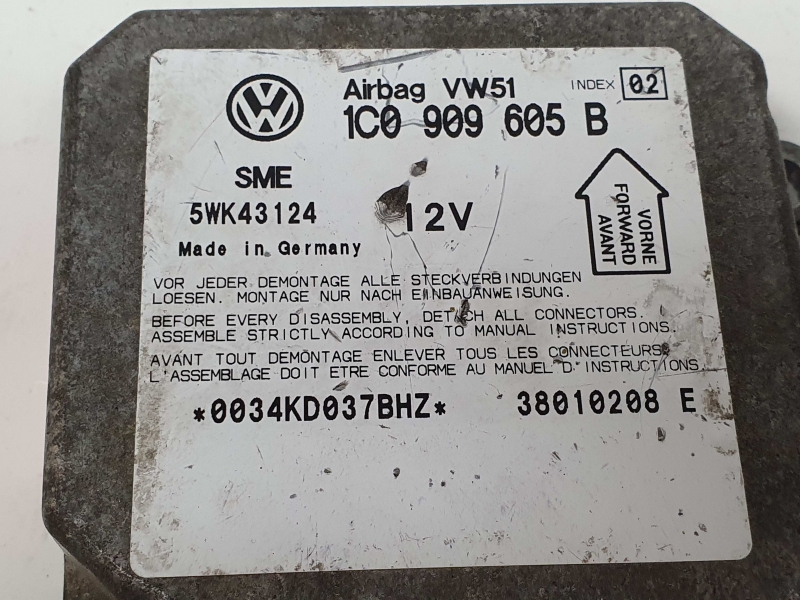 Airbag VW51 INDEX 02
1C0 909 605 B
SME
5WK43124 12V
Made in Germany
VORNE
FORWARD
AVANT
VOR JEDER DEMONTAGE ALLE STECKVERBINDUNGEN
LOESEN. MONTAGE NUR NACH EINBAUANWEISUNG.
BEFORE EVERY DISASSEMBLY, DETACH ALL CONNECTORS.
ASSEMBLE STRICTLY ACCORDING TO MANUAL INSTRUCTIONS.
AVANT TOUT DEMONTAGE ENLEVER TOUS LES CONNECTEURS.
L'ASSEMBLAGE DOIT ETRE CONFORME AU MANUEL D'INSTRUCTIONS.
*0034KD037BHZ* 38010208 E